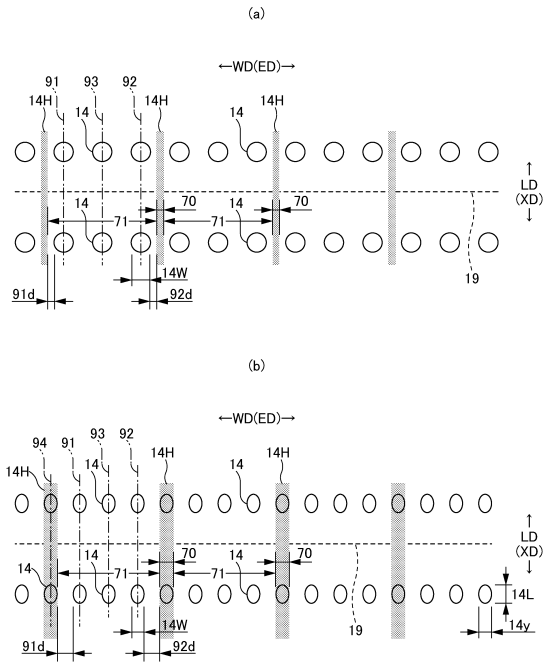 (a)
←WD(ED)→
91 93 92
14H 14 14H 14 14H
↑
LD
(XD)
↓
14 71 70 71 14 70
19
14W
91d 92d
(b)
←WD(ED)→
94 91 93 92
14H 14 14H 14 14H
↑
LD
(XD)
↓
14 71 14 70 71 14 70
14L
14W 19 14y
91d 92d